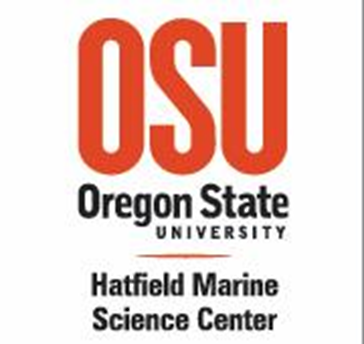 OSU
Oregon State
UNIVERSITY
Hatfield Marine
Science Center